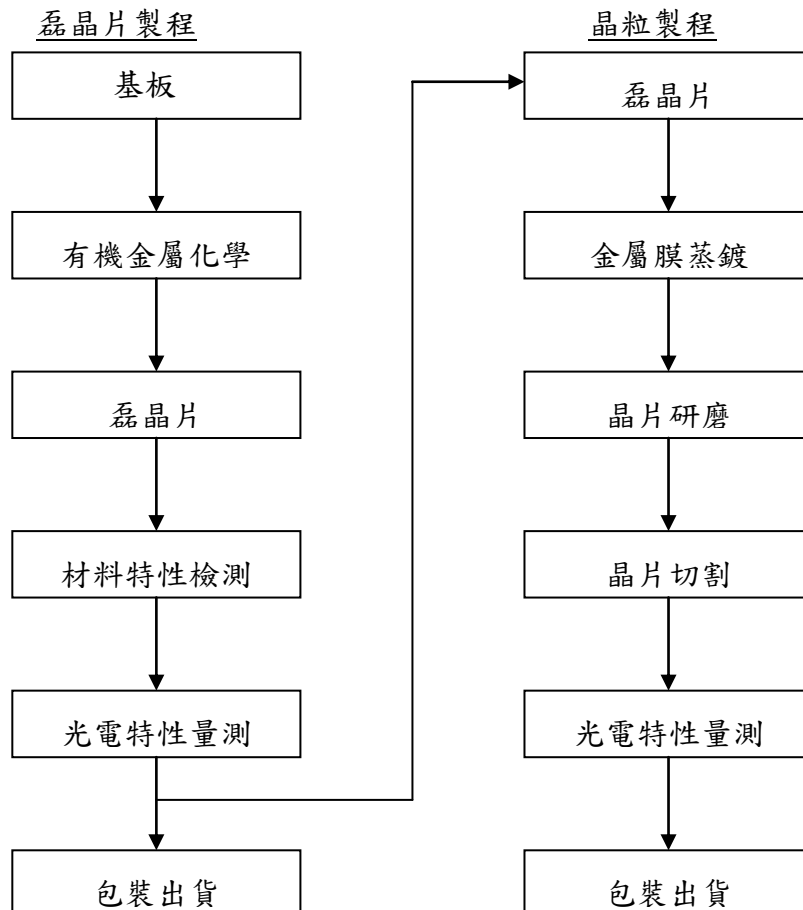 磊晶片製程
基板
有機金屬化學
磊晶片
材料特性檢測
光電特性量測
包裝出貨
晶粒製程
磊晶片
金屬膜蒸鍍
晶片研磨
晶片切割
光電特性量測
包裝出貨